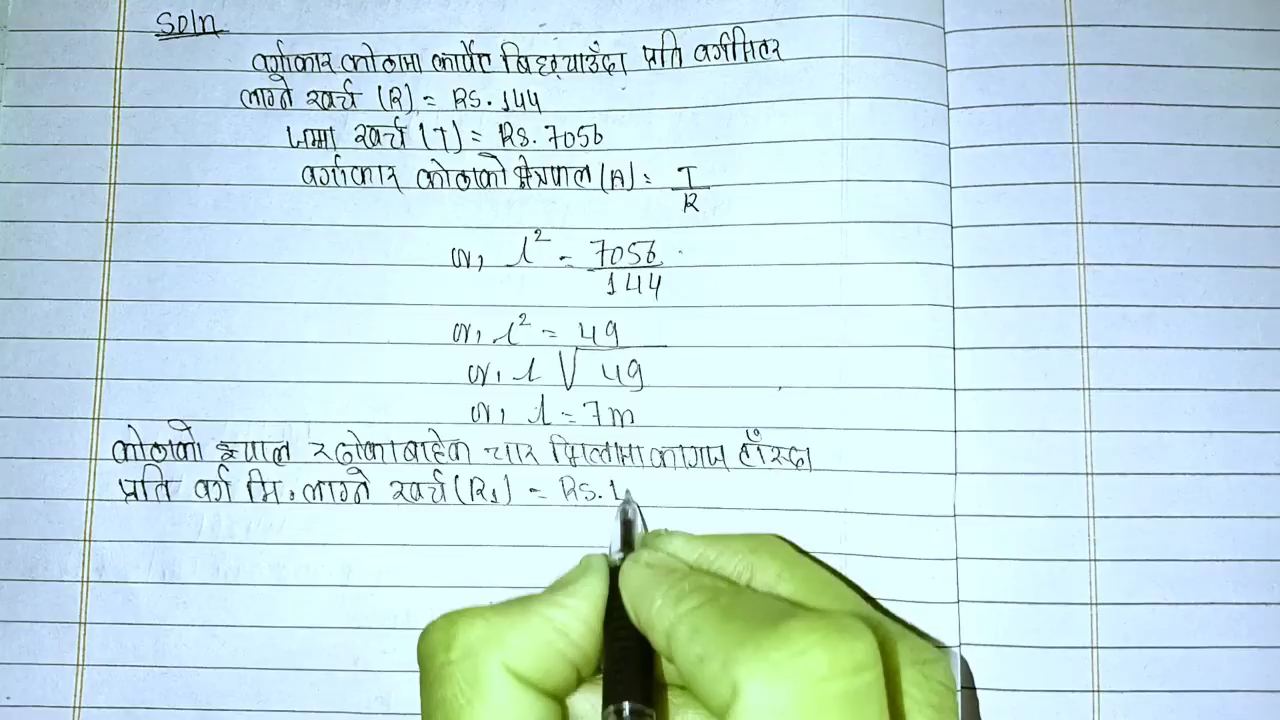 Soln
वर्गाकार कोठामा कार्पेट बिछ्याउँदा प्रति वर्गमिटर
लाग्ने खर्च (R) = RS. 144
जम्मा खर्च (T) = Rs. 7056
वर्गाकार कोठाको क्षेत्रफल (A) = T/R
or, l² = 7056/144
or, l² = 49
or, l √49
or, l = 7m
कोठाको झ्याल र ढोका बाहेक चार भित्तामा कागज टाँस्दा
प्रति वर्ग मि. लाग्ने खर्च (R1) = RS.